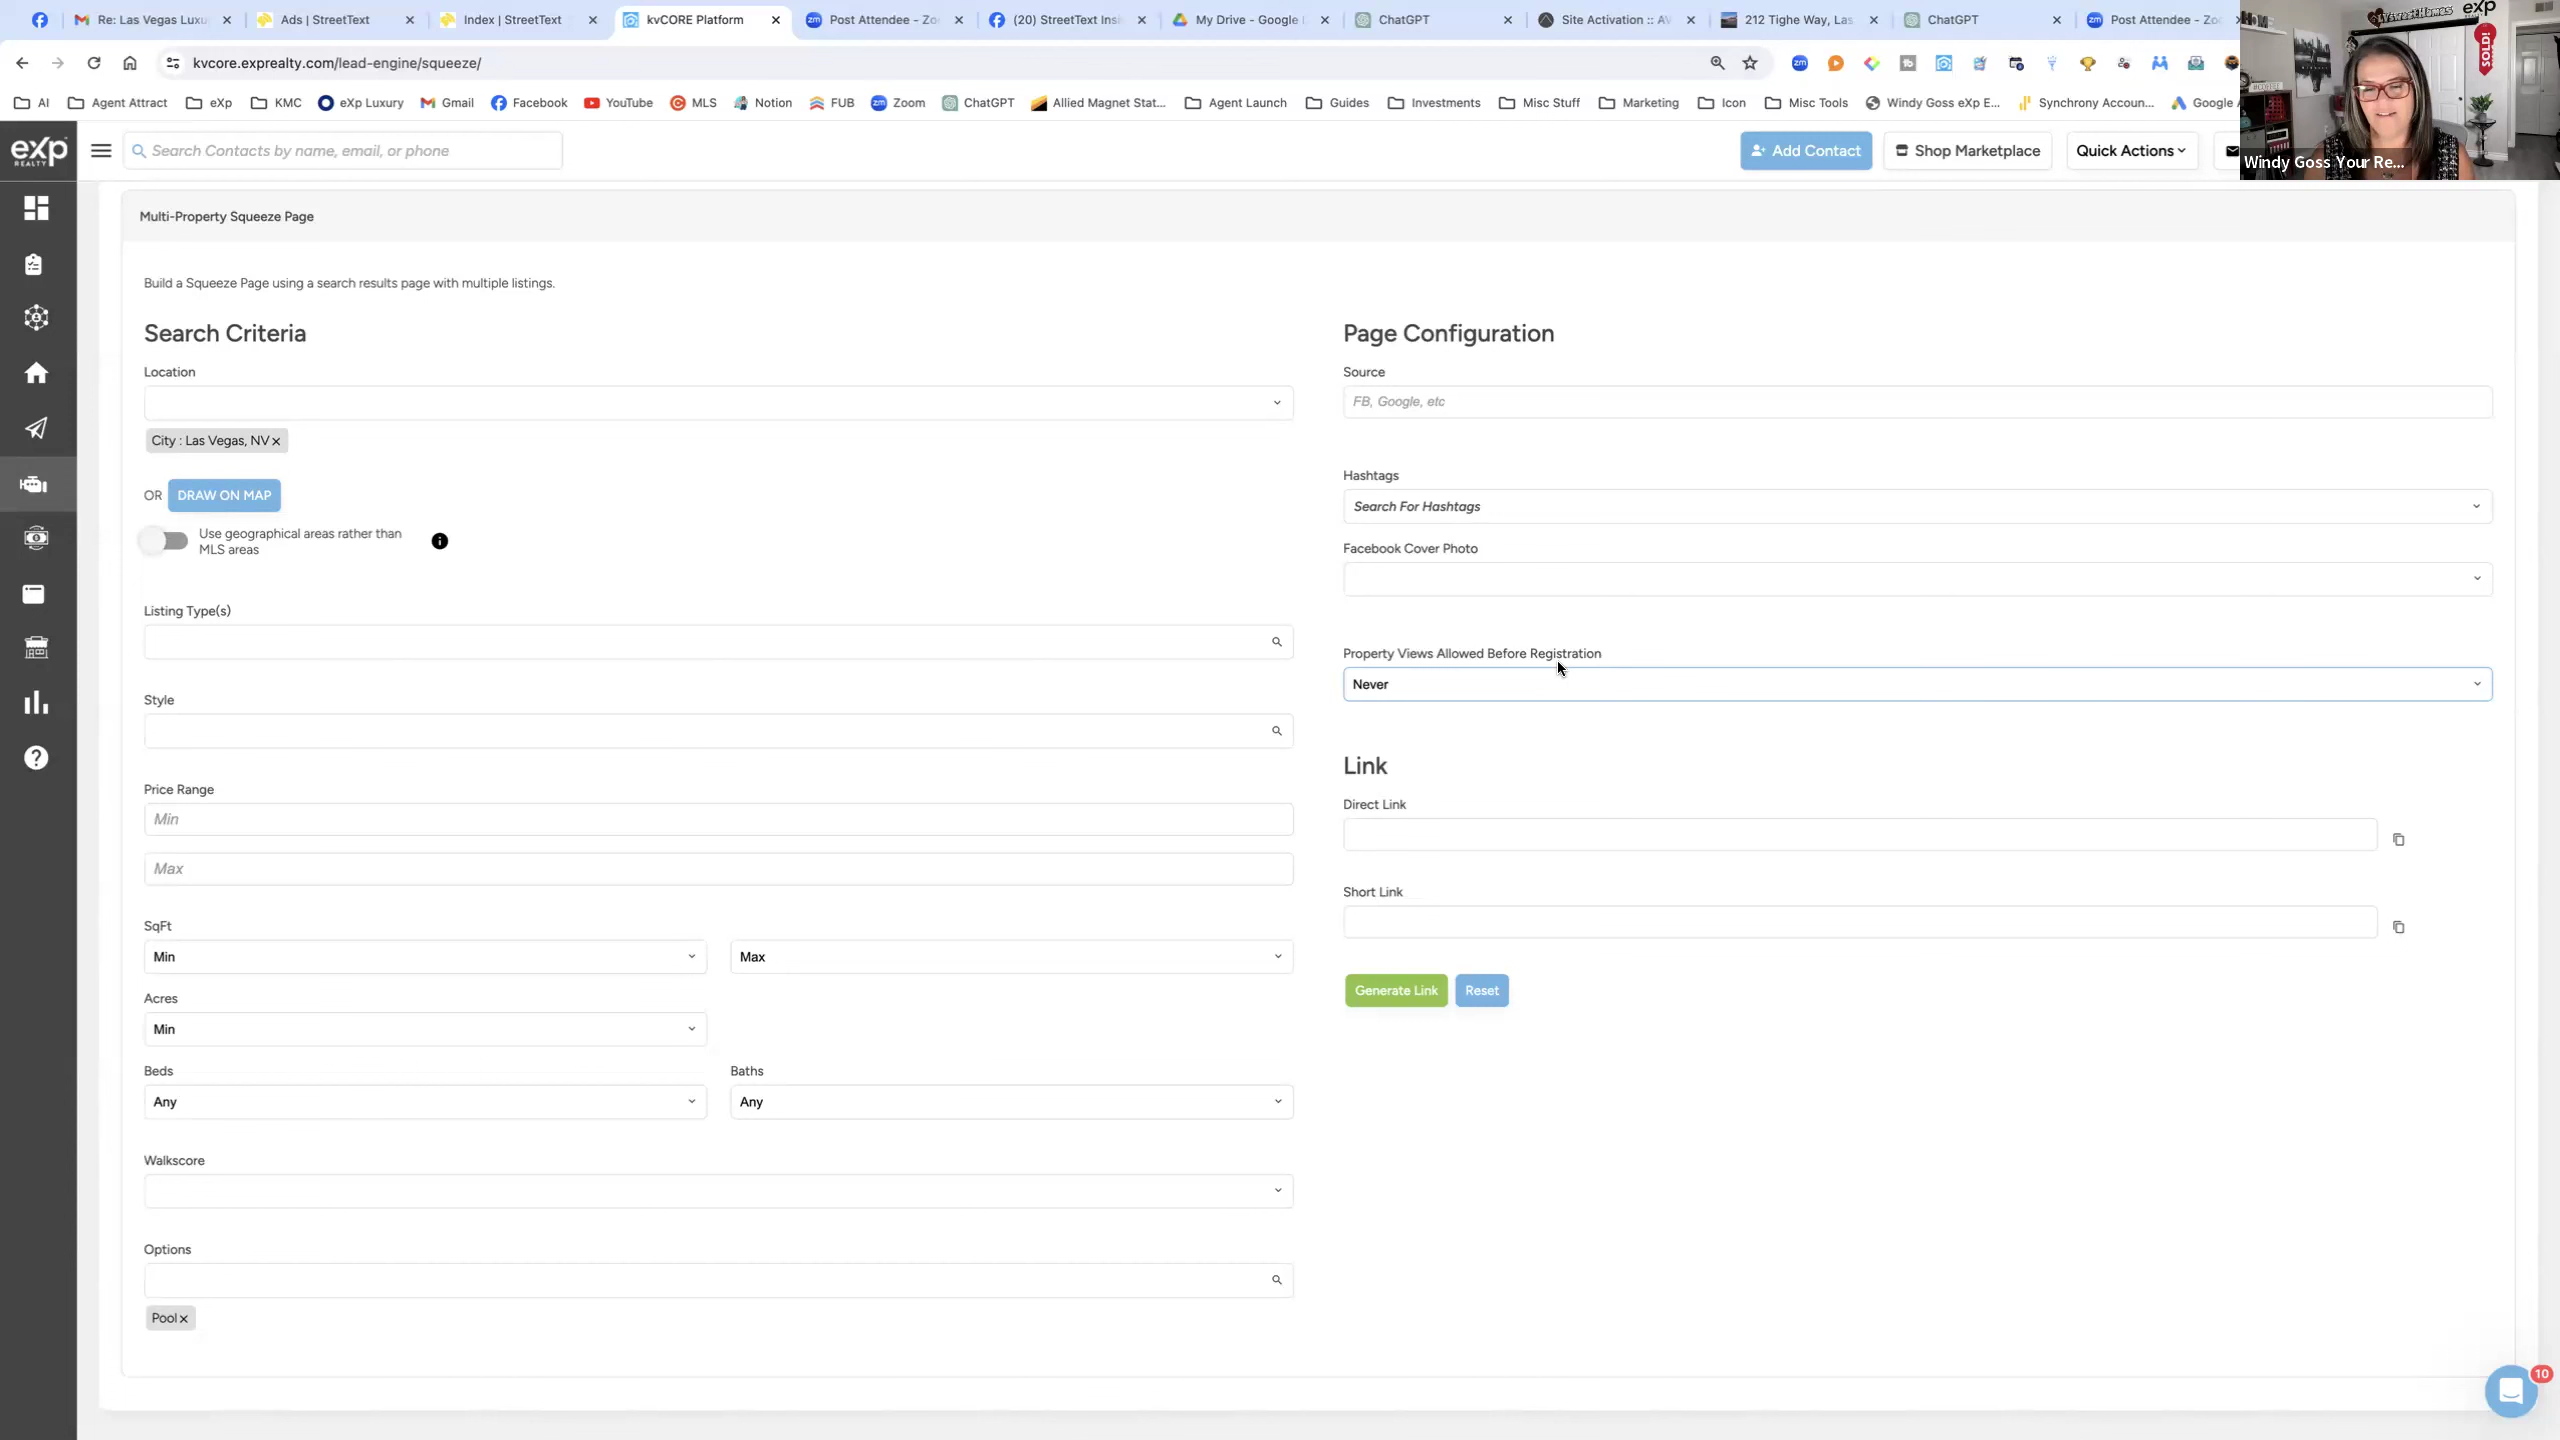 Re: Las Vegas Luxu
Ads | StreetText
Index | StreetText
kvCORE Platform
Post Attendee - Zo
(20) StreetText Insi
My Drive - Google
ChatGPT
Site Activation :: A
212 Tighe Way, Las
ChatGPT
Post Attendee - Zo
kvcore.exprealty.com/lead-engine/squeeze/
AI
Agent Attract
eXp
KMC
eXp Luxury
Gmail
Facebook
YouTube
MLS
Notion
FUB
Zoom
ChatGPT
Allied Magnet Stat...
Agent Launch
Guides
Investments
Misc Stuff
Marketing
Icon
Misc Tools
Windy Goss eXp E...
Synchrony Accoun...
Google A
exp
SOLD!
Windy Goss Your Re...
exp
REALTY
Search Contacts by name, email, or phone
Add Contact
Shop Marketplace
Quick Actions
Multi-Property Squeeze Page
Build a Squeeze Page using a search results page with multiple listings.
Search Criteria
Location
City : Las Vegas, NV
OR DRAW ON MAP
Use geographical areas rather than
MLS areas
Listing Type(s)
Style
Price Range
Min
Max
SqFt
Min
Max
Acres
Min
Beds
Baths
Any
Any
Walkscore
Options
Pool
Page Configuration
Source
FB, Google, etc
Hashtags
Search For Hashtags
Facebook Cover Photo
Property Views Allowed Before Registration
Never
Link
Direct Link
Short Link
Generate Link
Reset
10